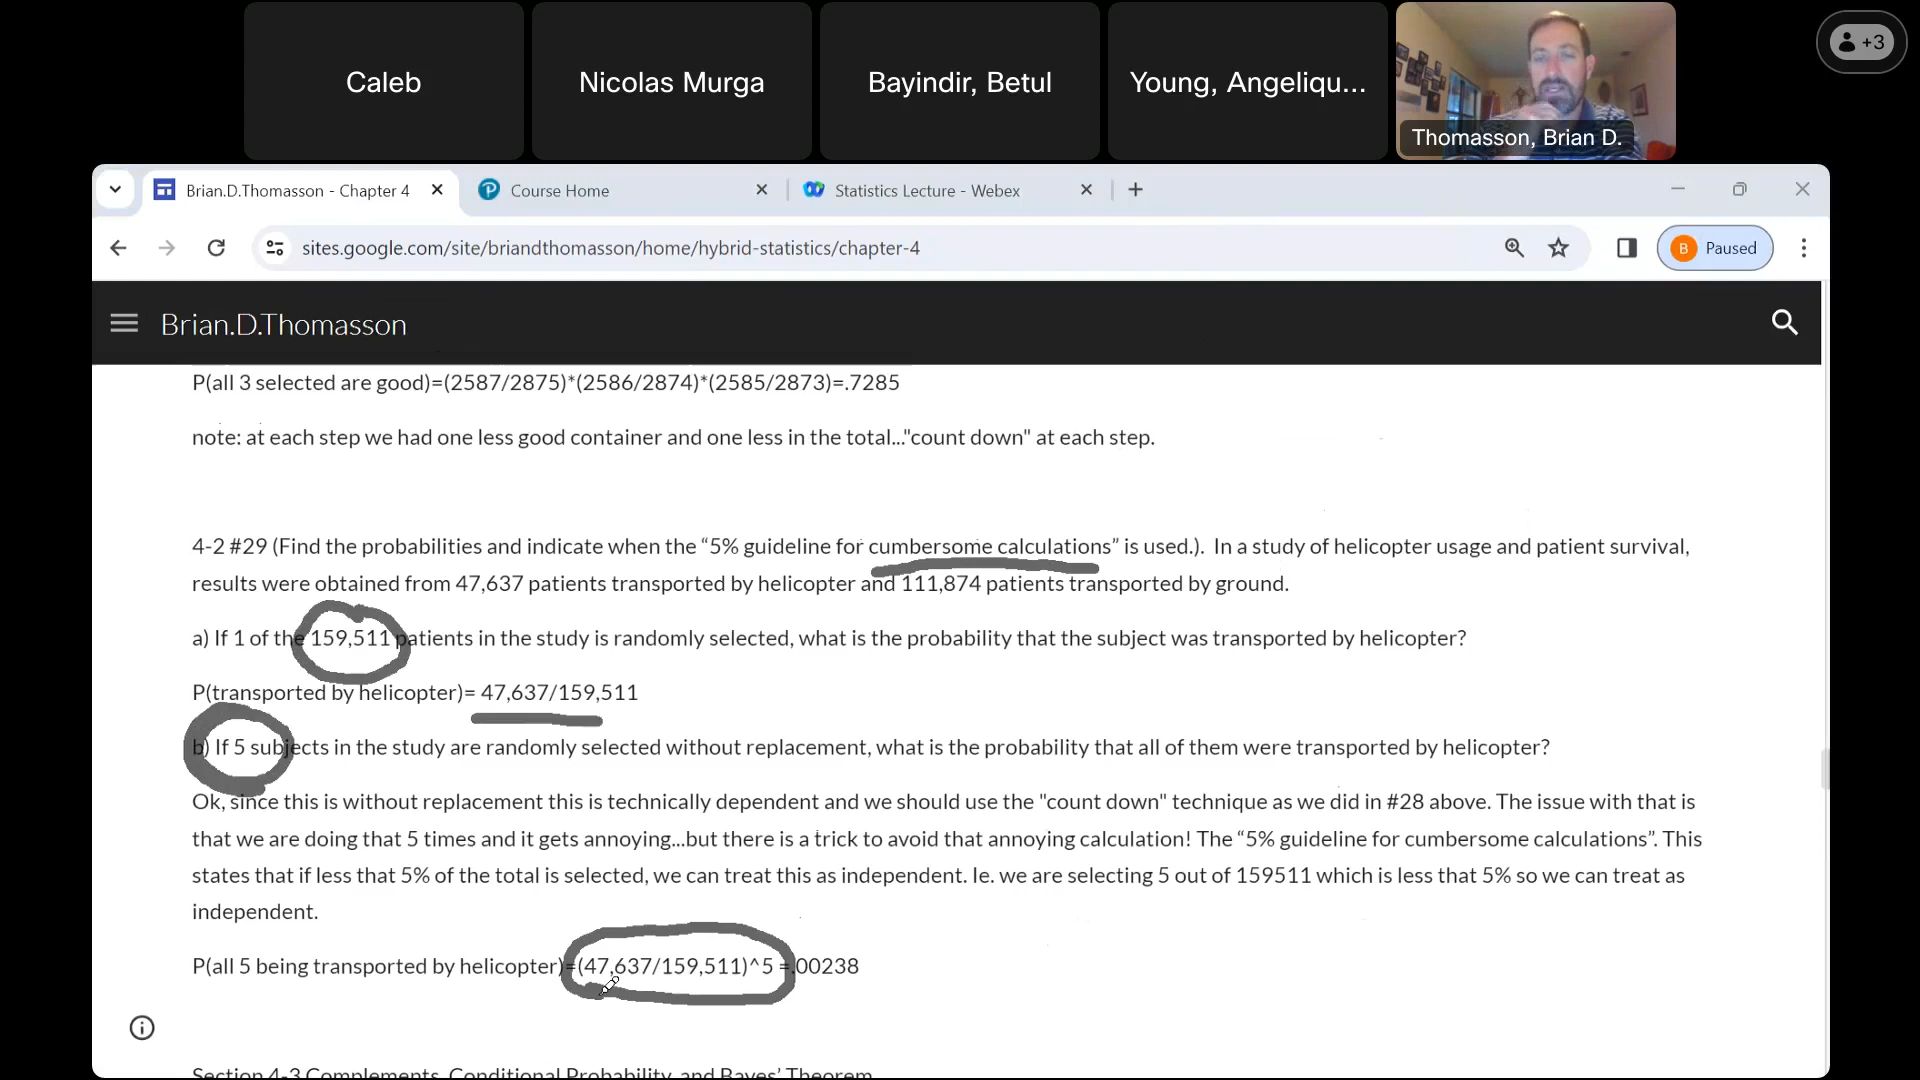 Caleb
Nicolas Murga
Bayindir, Betul
Young, Angeliqu...
Thomasson, Brian D.
+3
Brian.D.Thomasson - Chapter 4
Course Home
Statistics Lecture - Webex
sites.google.com/site/briandthomasson/home/hybrid-statistics/chapter-4
B
Paused
Brian.D.Thomasson
P(all 3 selected are good)=(2587/2875)*(2586/2874)*(2585/2873)=.7285
note: at each step we had one less good container and one less in the total..."count down" at each step.
4-2 #29 (Find the probabilities and indicate when the “5% guideline for cumbersome calculations” is used.).  In a study of helicopter usage and patient survival,
results were obtained from 47,637 patients transported by helicopter and 111,874 patients transported by ground.
a) If 1 of the 159,511 patients in the study is randomly selected, what is the probability that the subject was transported by helicopter?
P(transported by helicopter)= 47,637/159,511
b) If 5 subjects in the study are randomly selected without replacement, what is the probability that all of them were transported by helicopter?
Ok, since this is without replacement this is technically dependent and we should use the "count down" technique as we did in #28 above. The issue with that is
that we are doing that 5 times and it gets annoying...but there is a trick to avoid that annoying calculation! The “5% guideline for cumbersome calculations”. This
states that if less that 5% of the total is selected, we can treat this as independent. Ie. we are selecting 5 out of 159511 which is less that 5% so we can treat as
independent.
P(all 5 being transported by helicopter)=(47,637/159,511)^5 =.00238
Section 4-3 Complements, Conditional Probability, and Bayes’ Theorem